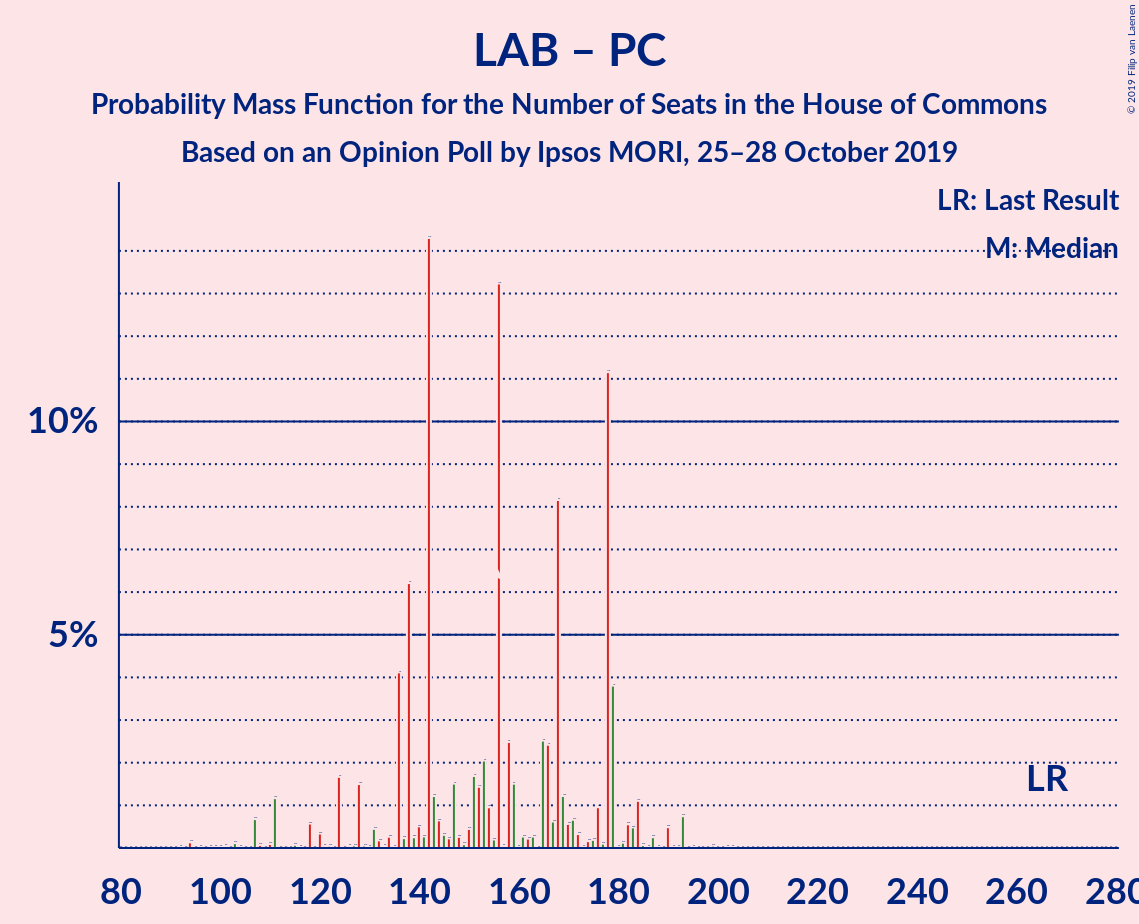 LAB – PC
Probability Mass Function for the Number of Seats in the House of Commons
Based on an Opinion Poll by Ipsos MORI, 25–28 October 2019
© 2019 Filip van Laenen
LR: Last Result
M: Median
10%
5%
LR
80 100 120 140 160 180 200 220 240 260 280